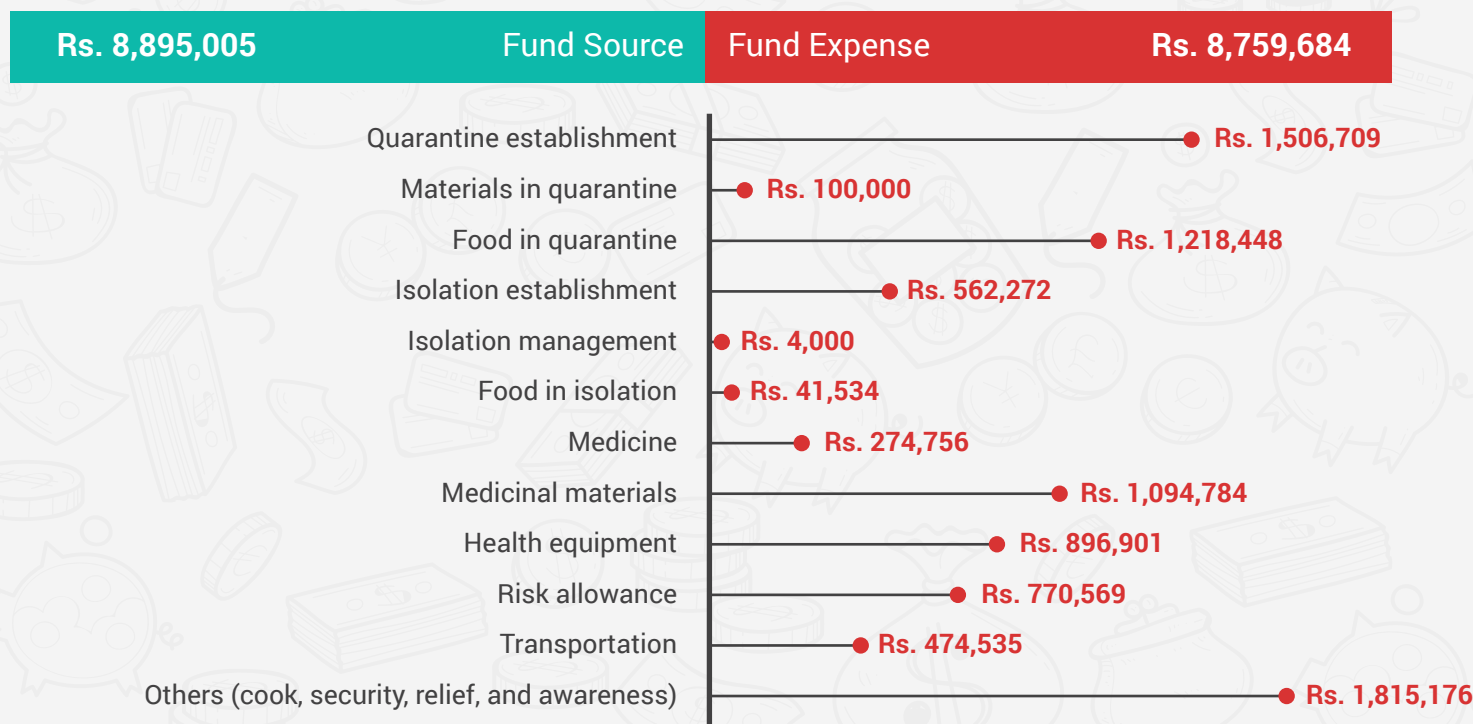 Rs. 8,895,005 Fund Source Fund Expense Rs. 8,759,684
Quarantine establishment Rs. 1,506,709
Materials in quarantine Rs. 100,000
Food in quarantine Rs. 1,218,448
Isolation establishment Rs. 562,272
Isolation management Rs. 4,000
Food in isolation Rs. 41,534
Medicine Rs. 274,756
Medicinal materials Rs. 1,094,784
Health equipment Rs. 896,901
Risk allowance Rs. 770,569
Transportation Rs. 474,535
Others (cook, security, relief, and awareness) Rs. 1,815,176